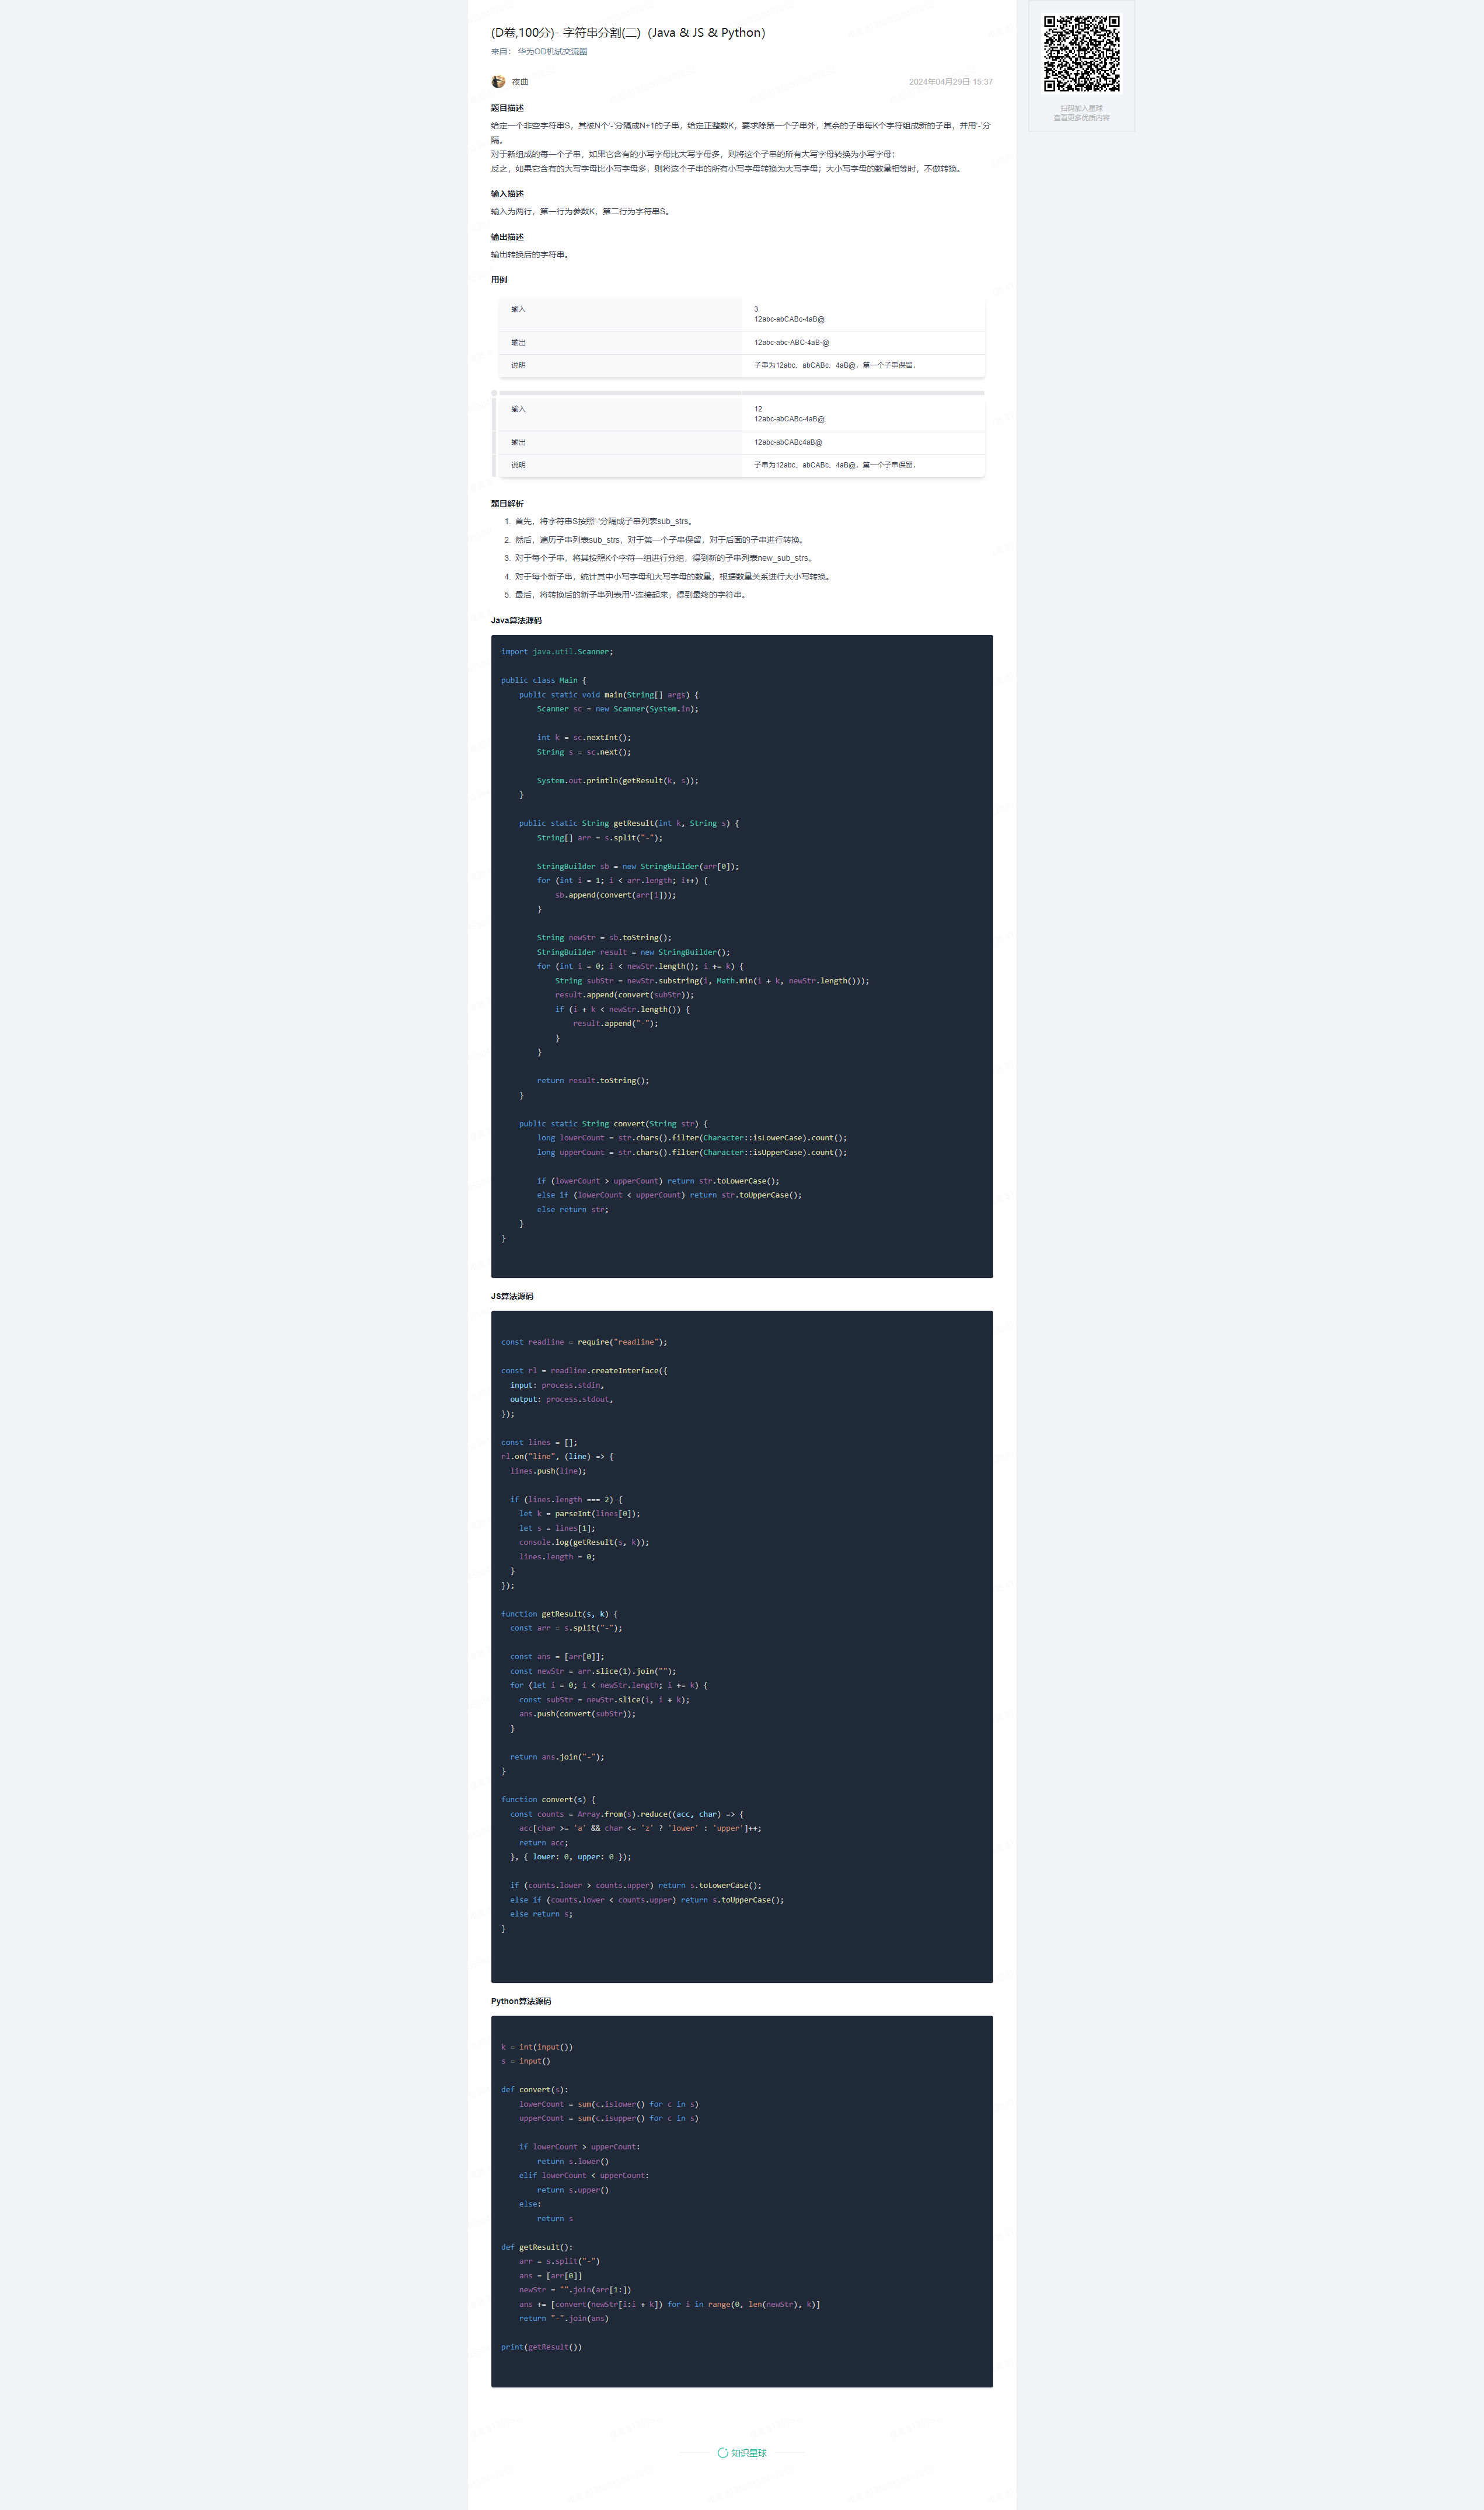 (D卷,100分)- 字符串分割(二)（Java & JS & Python）
来自： 华为OD机试交流圈
夜曲
2024年04月29日 15:37
扫码加入星球
查看更多优质内容
题目描述
给定一个非空字符串S，其被N个‘-’分隔成N+1的子串，给定正整数K，要求除第一个子串外，其余的子串每K个字符组成新的子串，并用‘-’分
隔。
对于新组成的每一个子串，如果它含有的小写字母比大写字母多，则将这个子串的所有大写字母转换为小写字母；
反之，如果它含有的大写字母比小写字母多，则将这个子串的所有小写字母转换为大写字母；大小写字母的数量相等时，不做转换。
输入描述
输入为两行，第一行为参数K，第二行为字符串S。
输出描述
输出转换后的字符串。
用例
输入
3
12abc-abCABc-4aB@
输出
12abc-abc-ABC-4aB-@
说明
子串为12abc、abCABc、4aB@，第一个子串保留，
输入
12
12abc-abCABc-4aB@
输出
12abc-abCABc4aB@
说明
子串为12abc、abCABc、4aB@，第一个子串保留，
题目解析
1. 首先，将字符串S按照'-'分隔成子串列表sub_strs。
2. 然后，遍历子串列表sub_strs，对于第一个子串保留，对于后面的子串进行转换。
3. 对于每个子串，将其按照K个字符一组进行分组，得到新的子串列表new_sub_strs。
4. 对于每个新子串，统计其中小写字母和大写字母的数量，根据数量关系进行大小写转换。
5. 最后，将转换后的新子串列表用'-'连接起来，得到最终的字符串。
Java算法源码
import java.util.Scanner;
public class Main {
    public static void main(String[] args) {
        Scanner sc = new Scanner(System.in);
        int k = sc.nextInt();
        String s = sc.next();
        System.out.println(getResult(k, s));
    }
    public static String getResult(int k, String s) {
        String[] arr = s.split("-");
        StringBuilder sb = new StringBuilder(arr[0]);
        for (int i = 1; i < arr.length; i++) {
            sb.append(convert(arr[i]));
        }
        String newStr = sb.toString();
        StringBuilder result = new StringBuilder();
        for (int i = 0; i < newStr.length(); i += k) {
            String subStr = newStr.substring(i, Math.min(i + k, newStr.length()));
            result.append(convert(subStr));
            if (i + k < newStr.length()) {
                result.append("-");
            }
        }
        return result.toString();
    }
    public static String convert(String str) {
        long lowerCount = str.chars().filter(Character::isLowerCase).count();
        long upperCount = str.chars().filter(Character::isUpperCase).count();
        if (lowerCount > upperCount) return str.toLowerCase();
        else if (lowerCount < upperCount) return str.toUpperCase();
        else return str;
    }
}
JS算法源码
const readline = require("readline");
const rl = readline.createInterface({
  input: process.stdin,
  output: process.stdout,
});
const lines = [];
rl.on("line", (line) => {
  lines.push(line);
  if (lines.length === 2) {
    let k = parseInt(lines[0]);
    let s = lines[1];
    console.log(getResult(s, k));
    lines.length = 0;
  }
});
function getResult(s, k) {
  const arr = s.split("-");
  const ans = [arr[0]];
  const newStr = arr.slice(1).join("");
  for (let i = 0; i < newStr.length; i += k) {
    const subStr = newStr.slice(i, i + k);
    ans.push(convert(subStr));
  }
  return ans.join("-");
}
function convert(s) {
  const counts = Array.from(s).reduce((acc, char) => {
    acc[char >= 'a' && char <= 'z' ? 'lower' : 'upper']++;
    return acc;
  }, { lower: 0, upper: 0 });
  if (counts.lower > counts.upper) return s.toLowerCase();
  else if (counts.lower < counts.upper) return s.toUpperCase();
  else return s;
}
Python算法源码
k = int(input())
s = input()
def convert(s):
    lowerCount = sum(c.islower() for c in s)
    upperCount = sum(c.isupper() for c in s)
    if lowerCount > upperCount:
        return s.lower()
    elif lowerCount < upperCount:
        return s.upper()
    else:
        return s
def getResult():
    arr = s.split("-")
    ans = [arr[0]]
    newStr = "".join(arr[1:])
    ans += [convert(newStr[i:i + k]) for i in range(0, len(newStr), k)]
    return "-".join(ans)
print(getResult())
知识星球